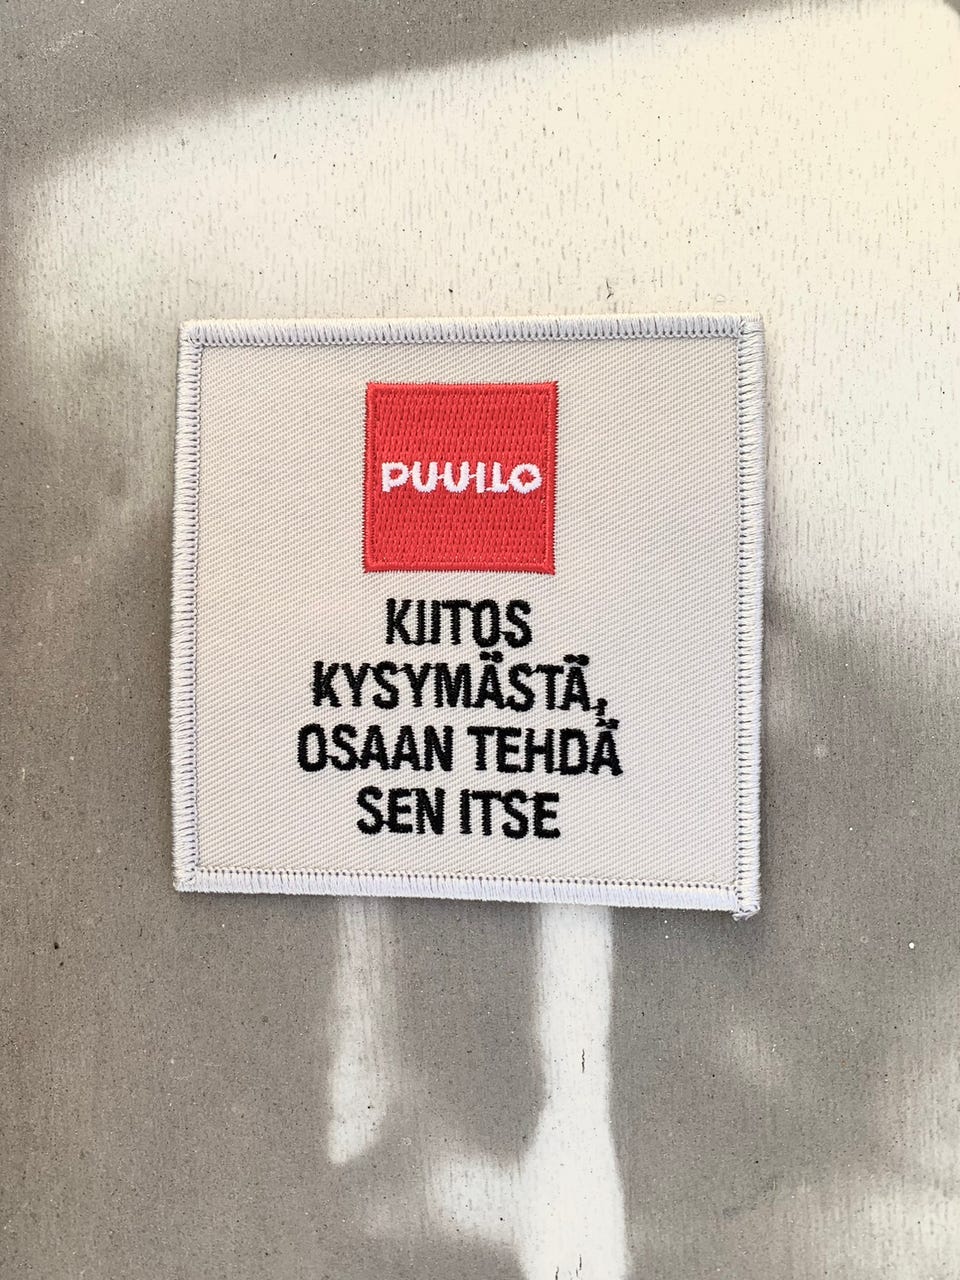 PUUILO
KIITOS
KYSYMÄSTÄ,
OSAAN TEHDÄ
SEN ITSE